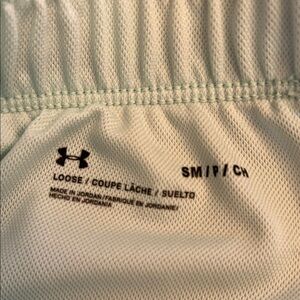 SM/P/CH
LOOSE / COUPE LÂCHE / SUELTO
MADE IN JORDAN/FABRIQUÉ EN JORDANIE/
HECHO EN JORDANIA